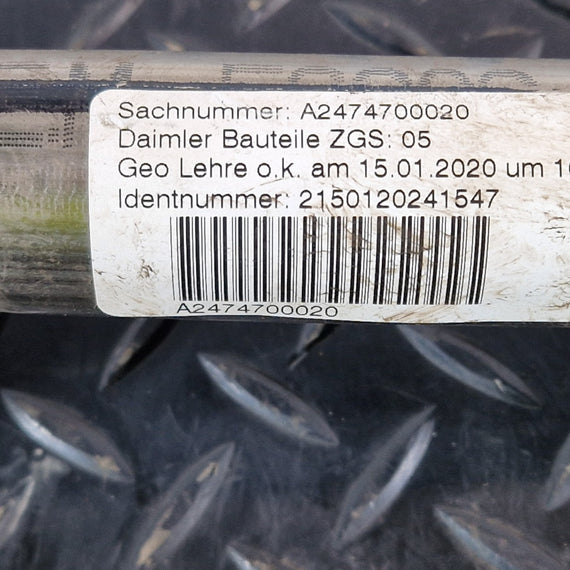 Sachnummer: A2474700020
Daimler Bauteile ZGS: 05
Geo Lehre o.k. am 15.01.2020 um
Identnummer: 2150120241547
A2474700020